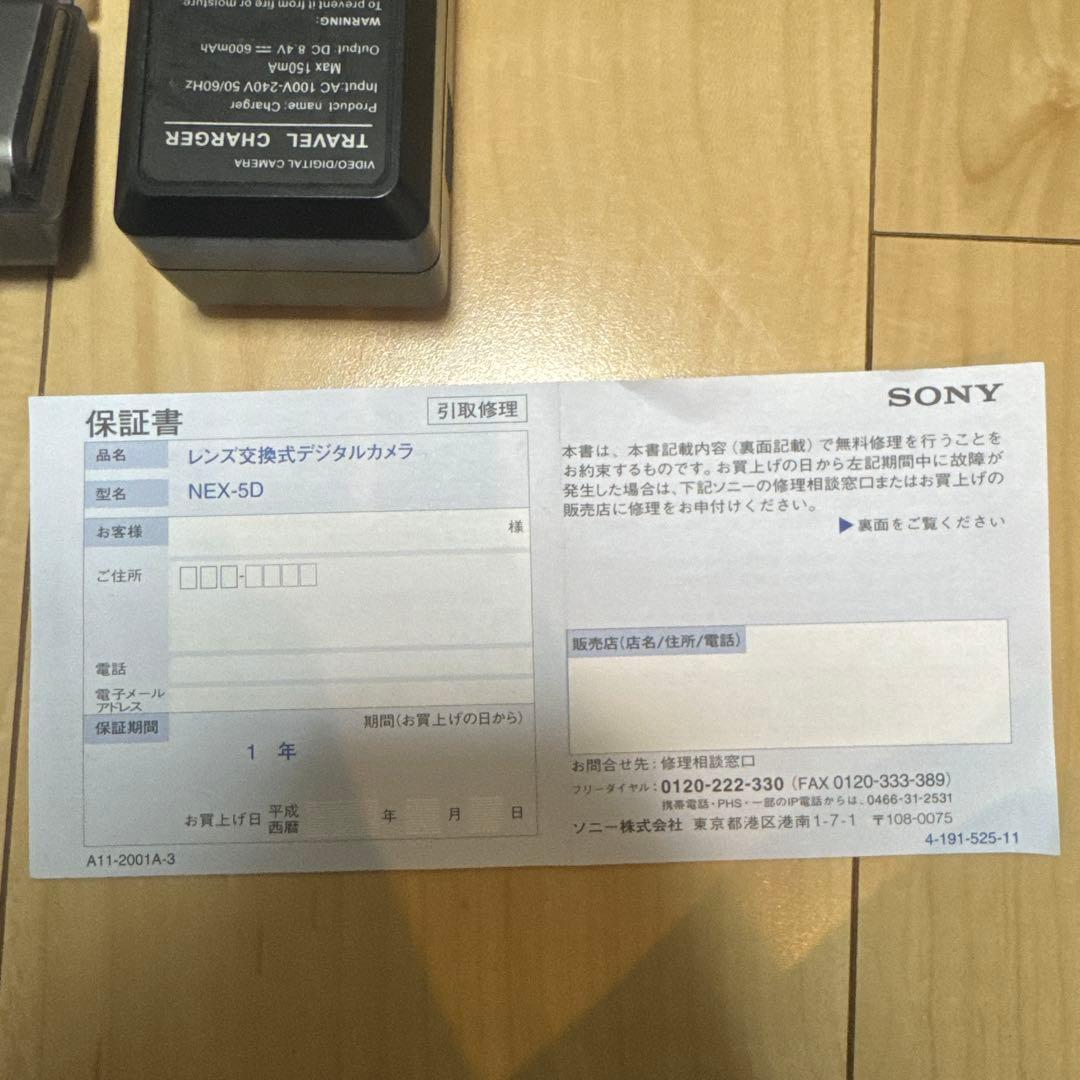 VIDEO/DIGITAL CAMERA
TRAVEL CHARGER
Product name: Charger
Input:AC 100V-240V 50/60Hz
Max 150mA
Output: DC 8.4V 600mAh
WARNING:
To prevent it from fire or moisture
保証書
引取修理
品名
レンズ交換式デジタルカメラ
型名
NEX-5D
お客様
様
ご住所
電話
電子メール
アドレス
保証期間
期間(お買上げの日から)
1 年
お買上げ日 平成 年 月 日
西暦
A11-2001A-3
SONY
本書は、本書記載内容(裏面記載)で無料修理を行うことを
お約束するものです。お買上げの日から左記期間中に故障が
発生した場合は、下記ソニーの修理相談窓口またはお買上げの
販売店に修理をお申付けください。
▶裏面をご覧ください
販売店(店名/住所/電話)
お問合せ先:修理相談窓口
フリーダイヤル:0120-222-330 (FAX 0120-333-389)
携帯電話・PHS・一部のIP電話からは、0466-31-2531
ソニー株式会社 東京都港区港南1-7-1 〒108-0075
4-191-525-11